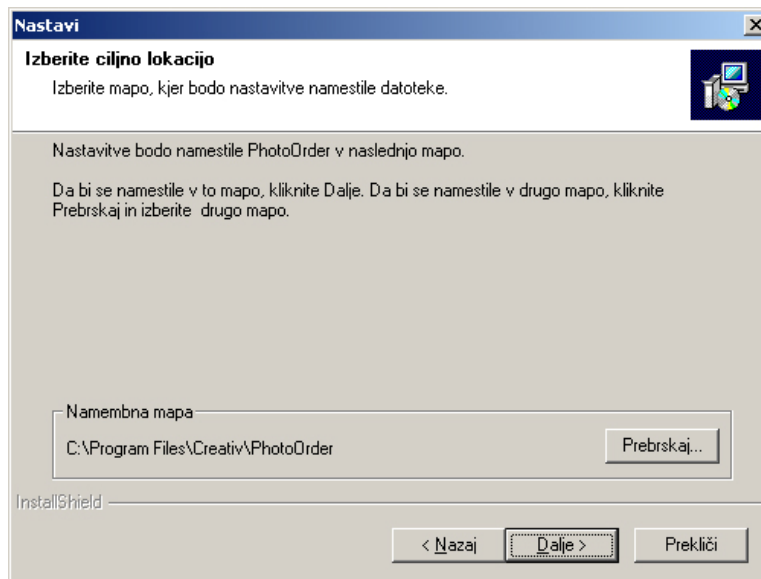 Nastavi
Izberite ciljno lokacijo
Izberite mapo, kjer bodo nastavitve namestile datoteke.
Nastavitve bodo namestile PhotoOrder v naslednjo mapo.
Da bi se namestile v to mapo, kliknite Dalje. Da bi se namestile v drugo mapo, kliknite
Prebrskaj in izberite drugo mapo.
Namembna mapa
C:\Program Files\Creativ\PhotoOrder
Prebrskaj...
InstallShield
< Nazaj
Dalje >
Prekliči